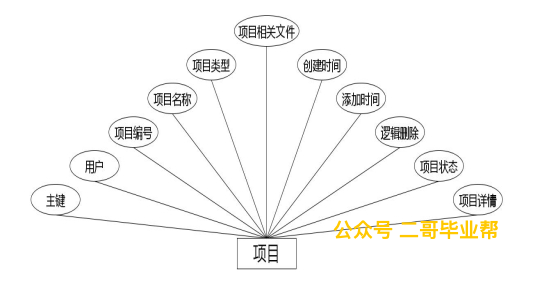 项目相关文件
项目类型
创建时间
项目名称
添加时间
项目编号
逻辑删除
用户
项目状态
主键
项目详情
公众号 二哥毕业帮
项目